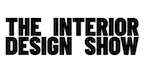 THE INTERIOR
DESIGN SHOW